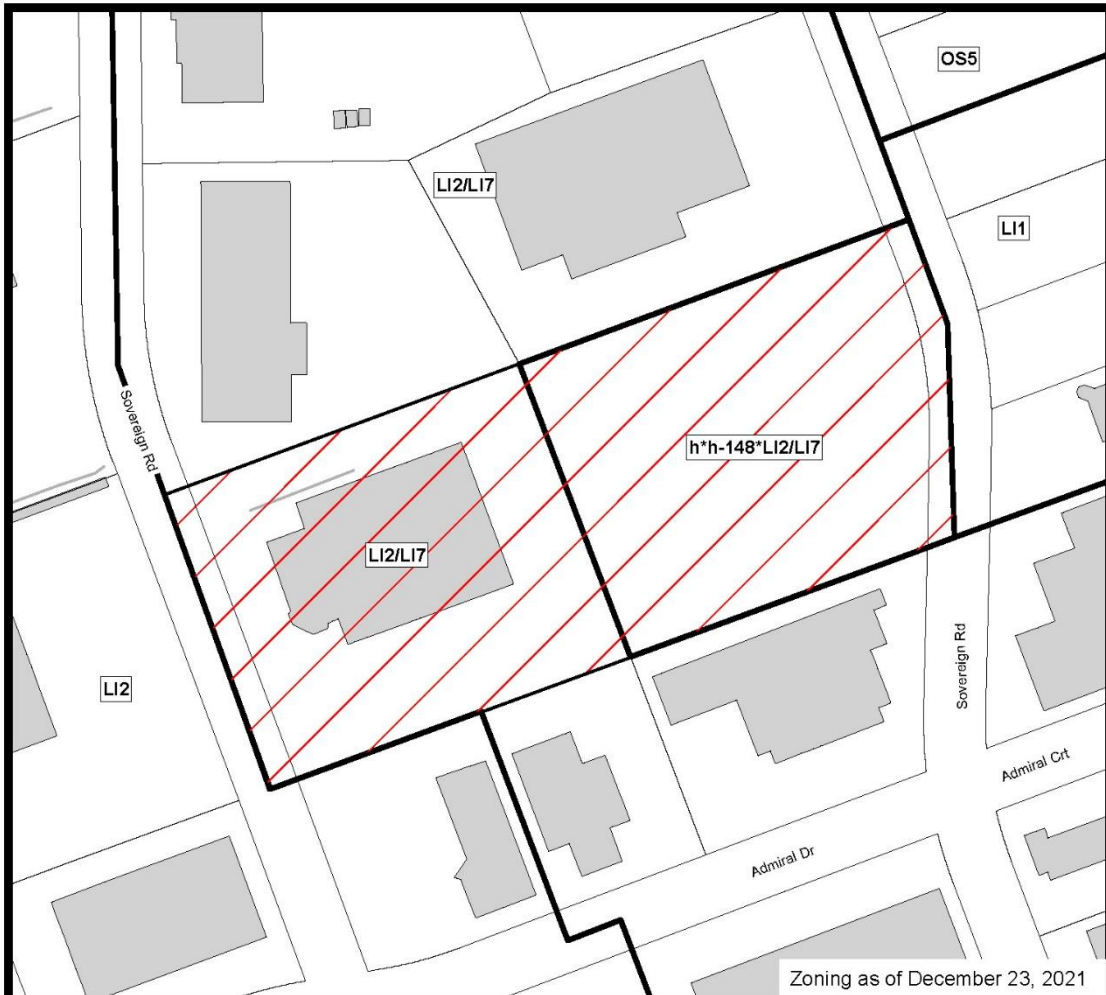 OS5
LI2/LI7
LI1
Sovereign Rd
h*h-148*LI2/LI7
LI2/LI7
LI2
Sovereign Rd
Admiral Crt
Admiral Dr
Zoning as of December 23, 2021